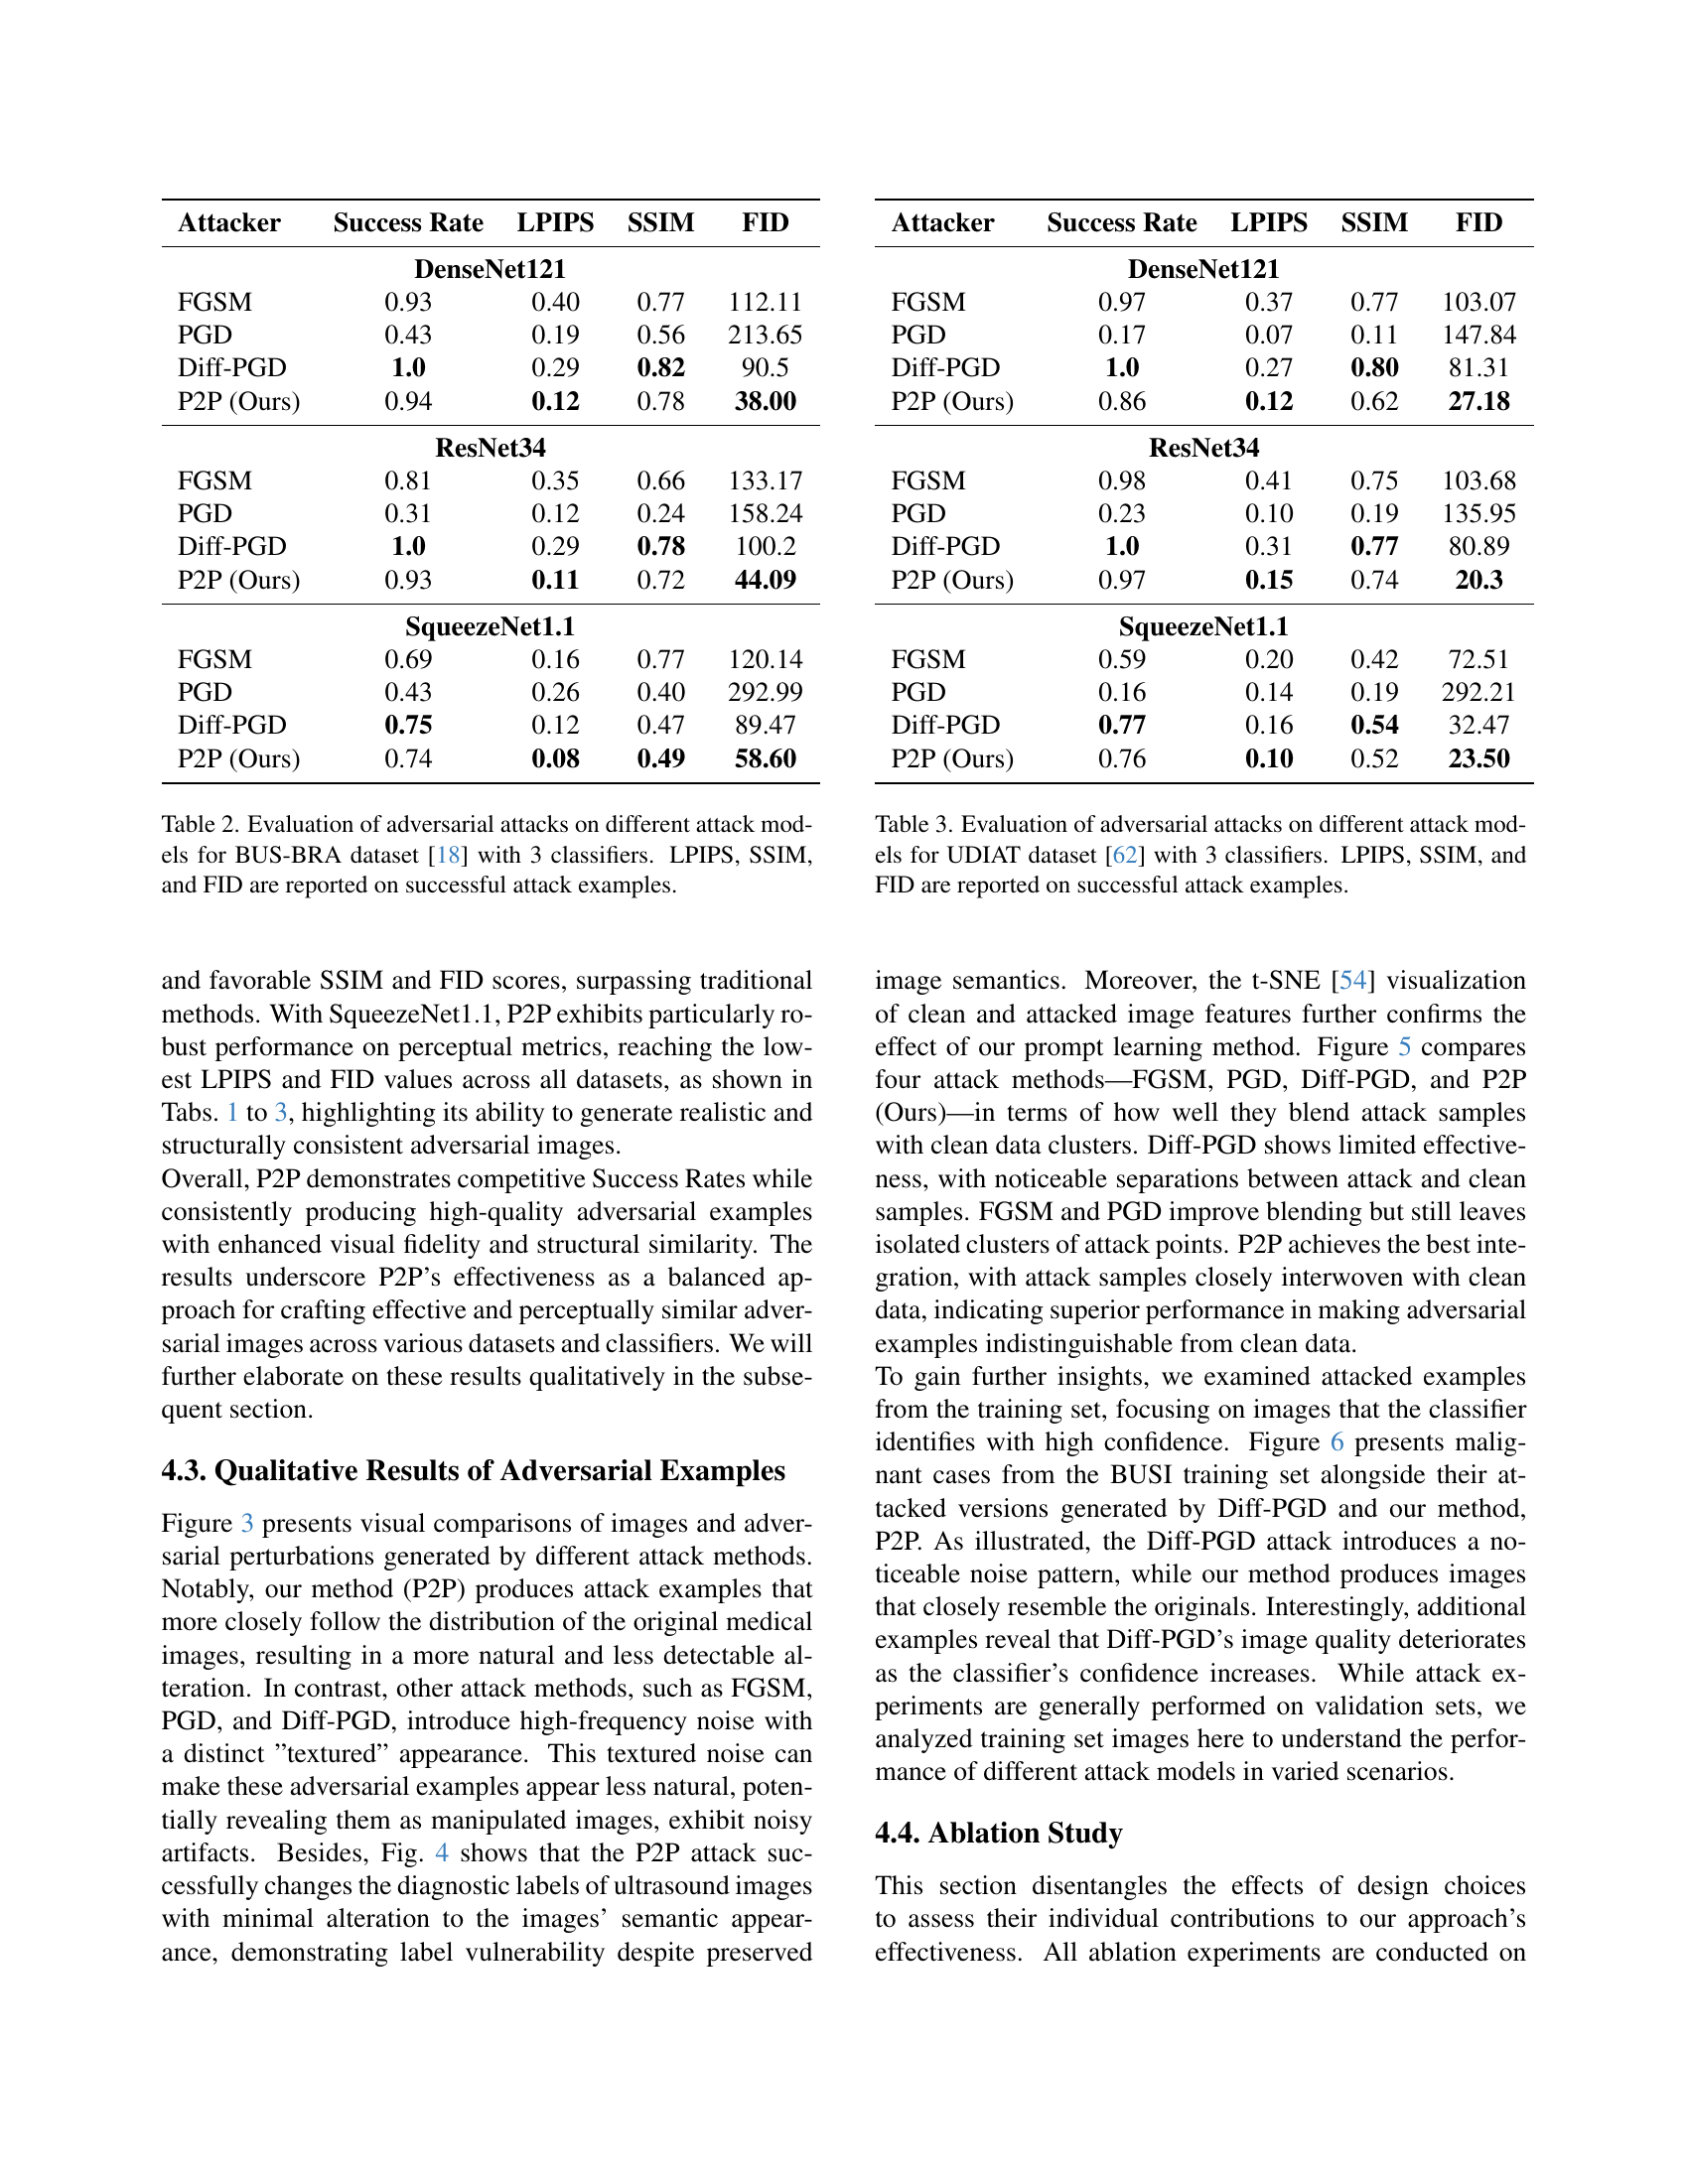 Attacker Success Rate LPIPS SSIM FID
DenseNet121
FGSM 0.93 0.40 0.77 112.11
PGD 0.43 0.19 0.56 213.65
Diff-PGD 1.0 0.29 0.82 90.5
P2P (Ours) 0.94 0.12 0.78 38.00
ResNet34
FGSM 0.81 0.35 0.66 133.17
PGD 0.31 0.12 0.24 158.24
Diff-PGD 1.0 0.29 0.78 100.2
P2P (Ours) 0.93 0.11 0.72 44.09
SqueezeNet1.1
FGSM 0.69 0.16 0.77 120.14
PGD 0.43 0.26 0.40 292.99
Diff-PGD 0.75 0.12 0.47 89.47
P2P (Ours) 0.74 0.08 0.49 58.60
Table 2. Evaluation of adversarial attacks on different attack mod-
els for BUS-BRA dataset [18] with 3 classifiers. LPIPS, SSIM,
and FID are reported on successful attack examples.
and favorable SSIM and FID scores, surpassing traditional
methods. With SqueezeNet1.1, P2P exhibits particularly ro-
bust performance on perceptual metrics, reaching the low-
est LPIPS and FID values across all datasets, as shown in
Tabs. 1 to 3, highlighting its ability to generate realistic and
structurally consistent adversarial images.
Overall, P2P demonstrates competitive Success Rates while
consistently producing high-quality adversarial examples
with enhanced visual fidelity and structural similarity. The
results underscore P2P's effectiveness as a balanced ap-
proach for crafting effective and perceptually similar adver-
sarial images across various datasets and classifiers. We will
further elaborate on these results qualitatively in the subse-
quent section.
4.3. Qualitative Results of Adversarial Examples
Figure 3 presents visual comparisons of images and adver-
sarial perturbations generated by different attack methods.
Notably, our method (P2P) produces attack examples that
more closely follow the distribution of the original medical
images, resulting in a more natural and less detectable al-
teration. In contrast, other attack methods, such as FGSM,
PGD, and Diff-PGD, introduce high-frequency noise with
a distinct ”textured” appearance. This textured noise can
make these adversarial examples appear less natural, poten-
tially revealing them as manipulated images, exhibit noisy
artifacts. Besides, Fig. 4 shows that the P2P attack suc-
cessfully changes the diagnostic labels of ultrasound images
with minimal alteration to the images' semantic appear-
ance, demonstrating label vulnerability despite preserved
Attacker Success Rate LPIPS SSIM FID
DenseNet121
FGSM 0.97 0.37 0.77 103.07
PGD 0.17 0.07 0.11 147.84
Diff-PGD 1.0 0.27 0.80 81.31
P2P (Ours) 0.86 0.12 0.62 27.18
ResNet34
FGSM 0.98 0.41 0.75 103.68
PGD 0.23 0.10 0.19 135.95
Diff-PGD 1.0 0.31 0.77 80.89
P2P (Ours) 0.97 0.15 0.74 20.3
SqueezeNet1.1
FGSM 0.59 0.20 0.42 72.51
PGD 0.16 0.14 0.19 292.21
Diff-PGD 0.77 0.16 0.54 32.47
P2P (Ours) 0.76 0.10 0.52 23.50
Table 3. Evaluation of adversarial attacks on different attack mod-
els for UDIAT dataset [62] with 3 classifiers. LPIPS, SSIM, and
FID are reported on successful attack examples.
image semantics. Moreover, the t-SNE [54] visualization
of clean and attacked image features further confirms the
effect of our prompt learning method. Figure 5 compares
four attack methods—FGSM, PGD, Diff-PGD, and P2P
(Ours)—in terms of how well they blend attack samples
with clean data clusters. Diff-PGD shows limited effective-
ness, with noticeable separations between attack and clean
samples. FGSM and PGD improve blending but still leaves
isolated clusters of attack points. P2P achieves the best inte-
gration, with attack samples closely interwoven with clean
data, indicating superior performance in making adversarial
examples indistinguishable from clean data.
To gain further insights, we examined attacked examples
from the training set, focusing on images that the classifier
identifies with high confidence. Figure 6 presents malig-
nant cases from the BUSI training set alongside their at-
tacked versions generated by Diff-PGD and our method,
P2P. As illustrated, the Diff-PGD attack introduces a no-
ticeable noise pattern, while our method produces images
that closely resemble the originals. Interestingly, additional
examples reveal that Diff-PGD's image quality deteriorates
as the classifier's confidence increases. While attack ex-
periments are generally performed on validation sets, we
analyzed training set images here to understand the perfor-
mance of different attack models in varied scenarios.
4.4. Ablation Study
This section disentangles the effects of design choices
to assess their individual contributions to our approach's
effectiveness. All ablation experiments are conducted on